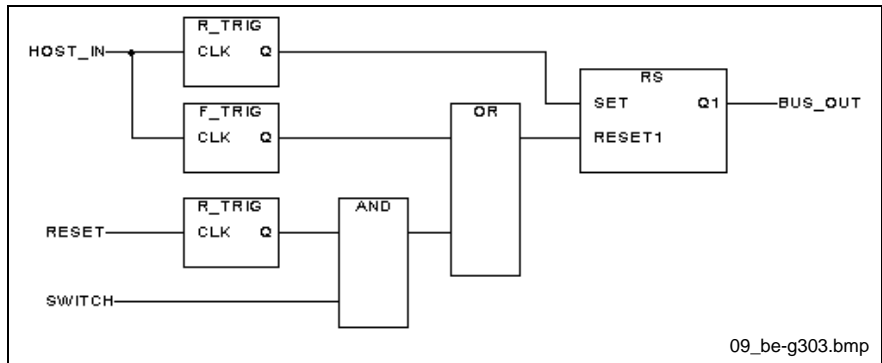 R_TRIG
HOST_IN CLK Q
RS
SET Q1 BUS_OUT
F_TRIG OR
CLK Q RESET1
R_TRIG AND
RESET CLK Q
SWITCH
09_be-g303.bmp